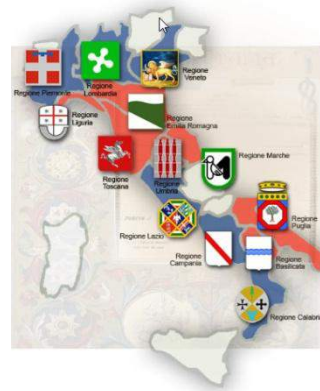 Regione Piemonte
Regione
Lombardia
Regione
Veneto
Regione
Liguria
Regione
Emilia Romagna
Regione
Toscana
Regione
Umbria
Regione Marche
Regione Lazio
Regione
Campania
Regione
Puglia
Regione
Basilicata
Regione Calabria